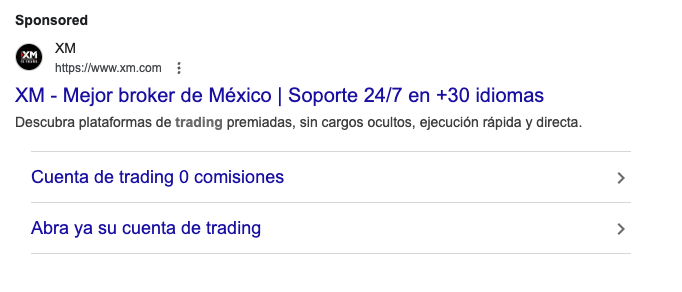 Sponsored
XM
XM
https://www.xm.com
XM - Mejor broker de México | Soporte 24/7 en +30 idiomas
Descubra plataformas de trading premiadas, sin cargos ocultos, ejecución rápida y directa.
Cuenta de trading 0 comisiones
Abra ya su cuenta de trading